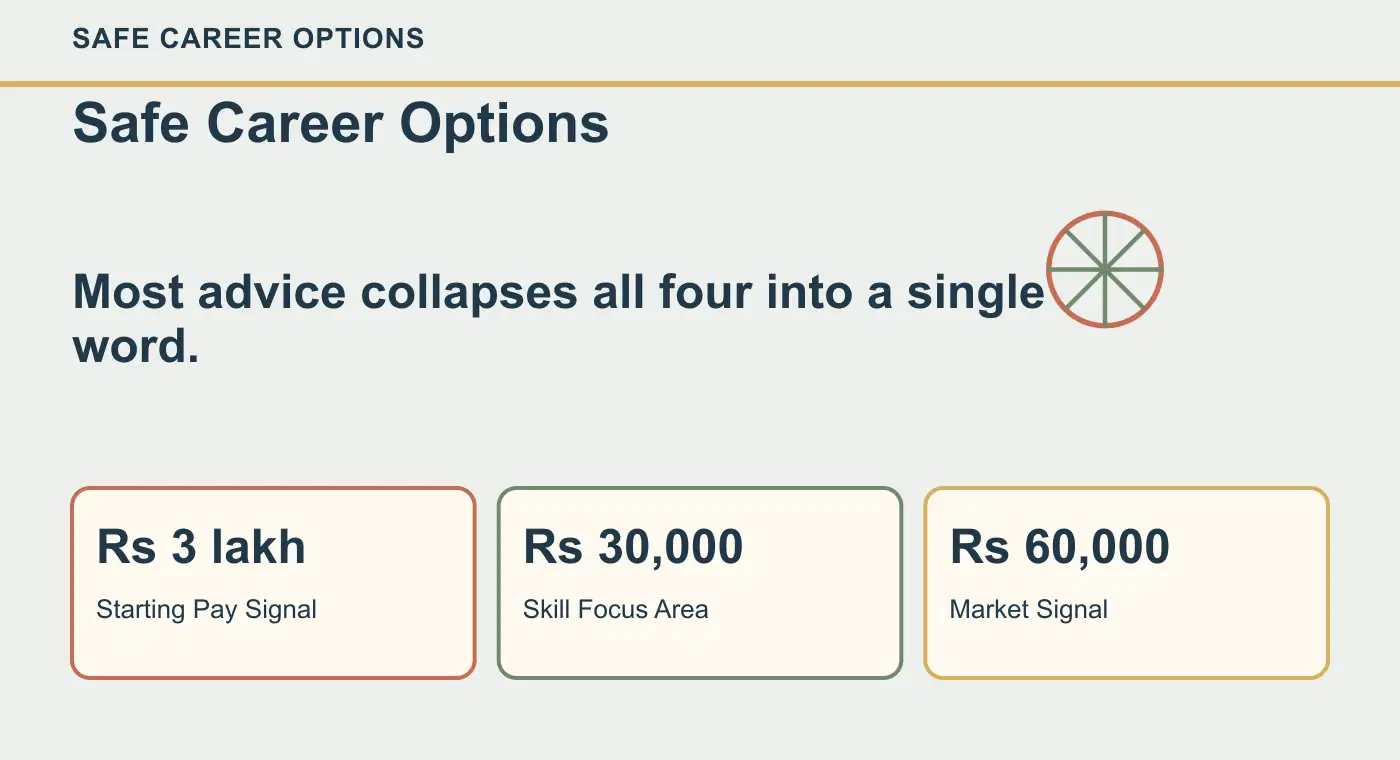 SAFE CAREER OPTIONS
Safe Career Options
Most advice collapses all four into a single
word.
Rs 3 lakh
Starting Pay Signal
Rs 30,000
Skill Focus Area
Rs 60,000
Market Signal